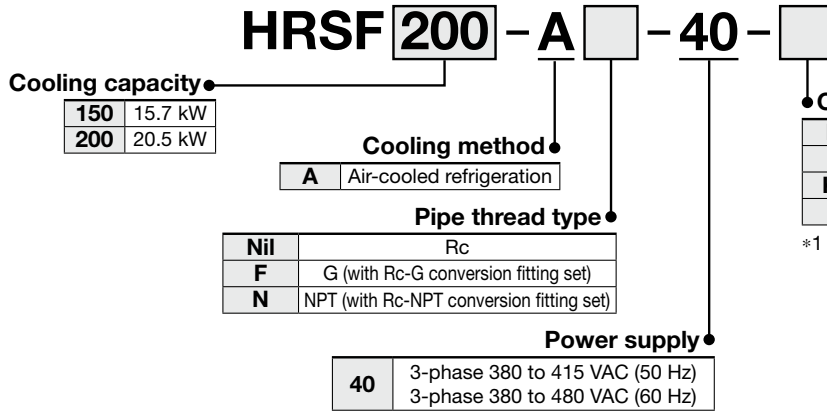 HRSF 200 - A - 40 -
Cooling capacity
150 15.7 kW
200 20.5 kW
Cooling method
A Air-cooled refrigeration
Pipe thread type
Nil Rc
F G (with Rc-G conversion fitting set)
N NPT (with Rc-NPT conversion fitting set)
Power supply
40 3-phase 380 to 415 VAC (50 Hz)
3-phase 380 to 480 VAC (60 Hz)
*1